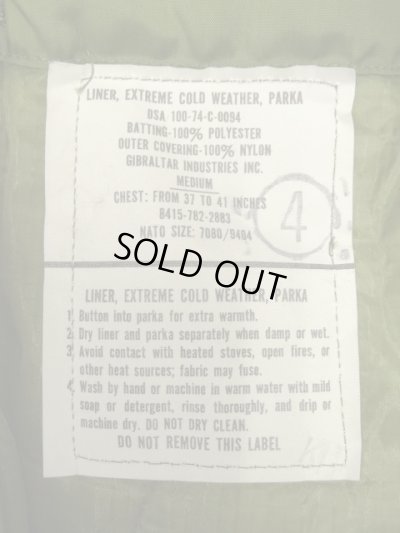 LINER, EXTREME COLD WEATHER, PARKA
DSA 100-74-C-0094
BATTING-100% POLYESTER
OUTER COVERING-100% NYLON
GIBRALTAR INDUSTRIES INC.
MEDIUM
CHEST: FROM 37 TO 41 INCHES
8415-782-2883
NATO SIZE: 7080/9404
4
SOLD OUT
LINER, EXTREME COLD WEATHER, PARKA
1. Button into parka for extra warmth.
2. Dry liner and parka separately when damp or wet.
3. Avoid contact with heated stoves, open fires, or
other heat sources; fabric may fuse.
4. Wash by hand or machine in warm water with mild
soap or detergent, rinse thoroughly, and drip or
machine dry. DO NOT DRY CLEAN.
DO NOT REMOVE THIS LABEL